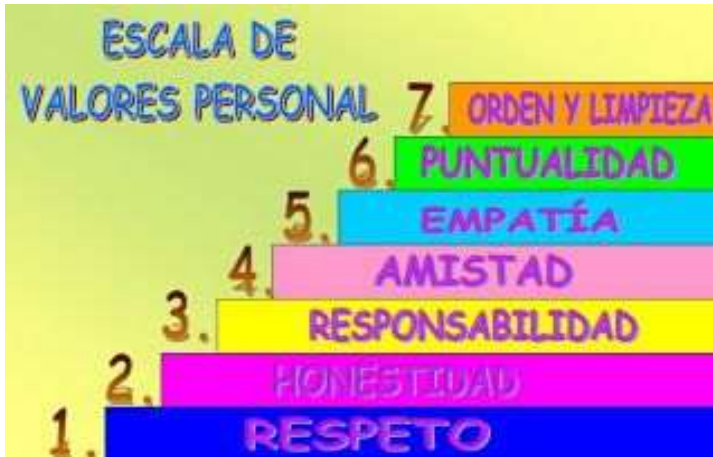 ESCALA DE
VALORES PERSONAL
7. ORDEN Y LIMPIEZA
6. PUNTUALIDAD
5. EMPATÍA
4. AMISTAD
3. RESPONSABILIDAD
2. HONESTIDAD
1. RESPETO